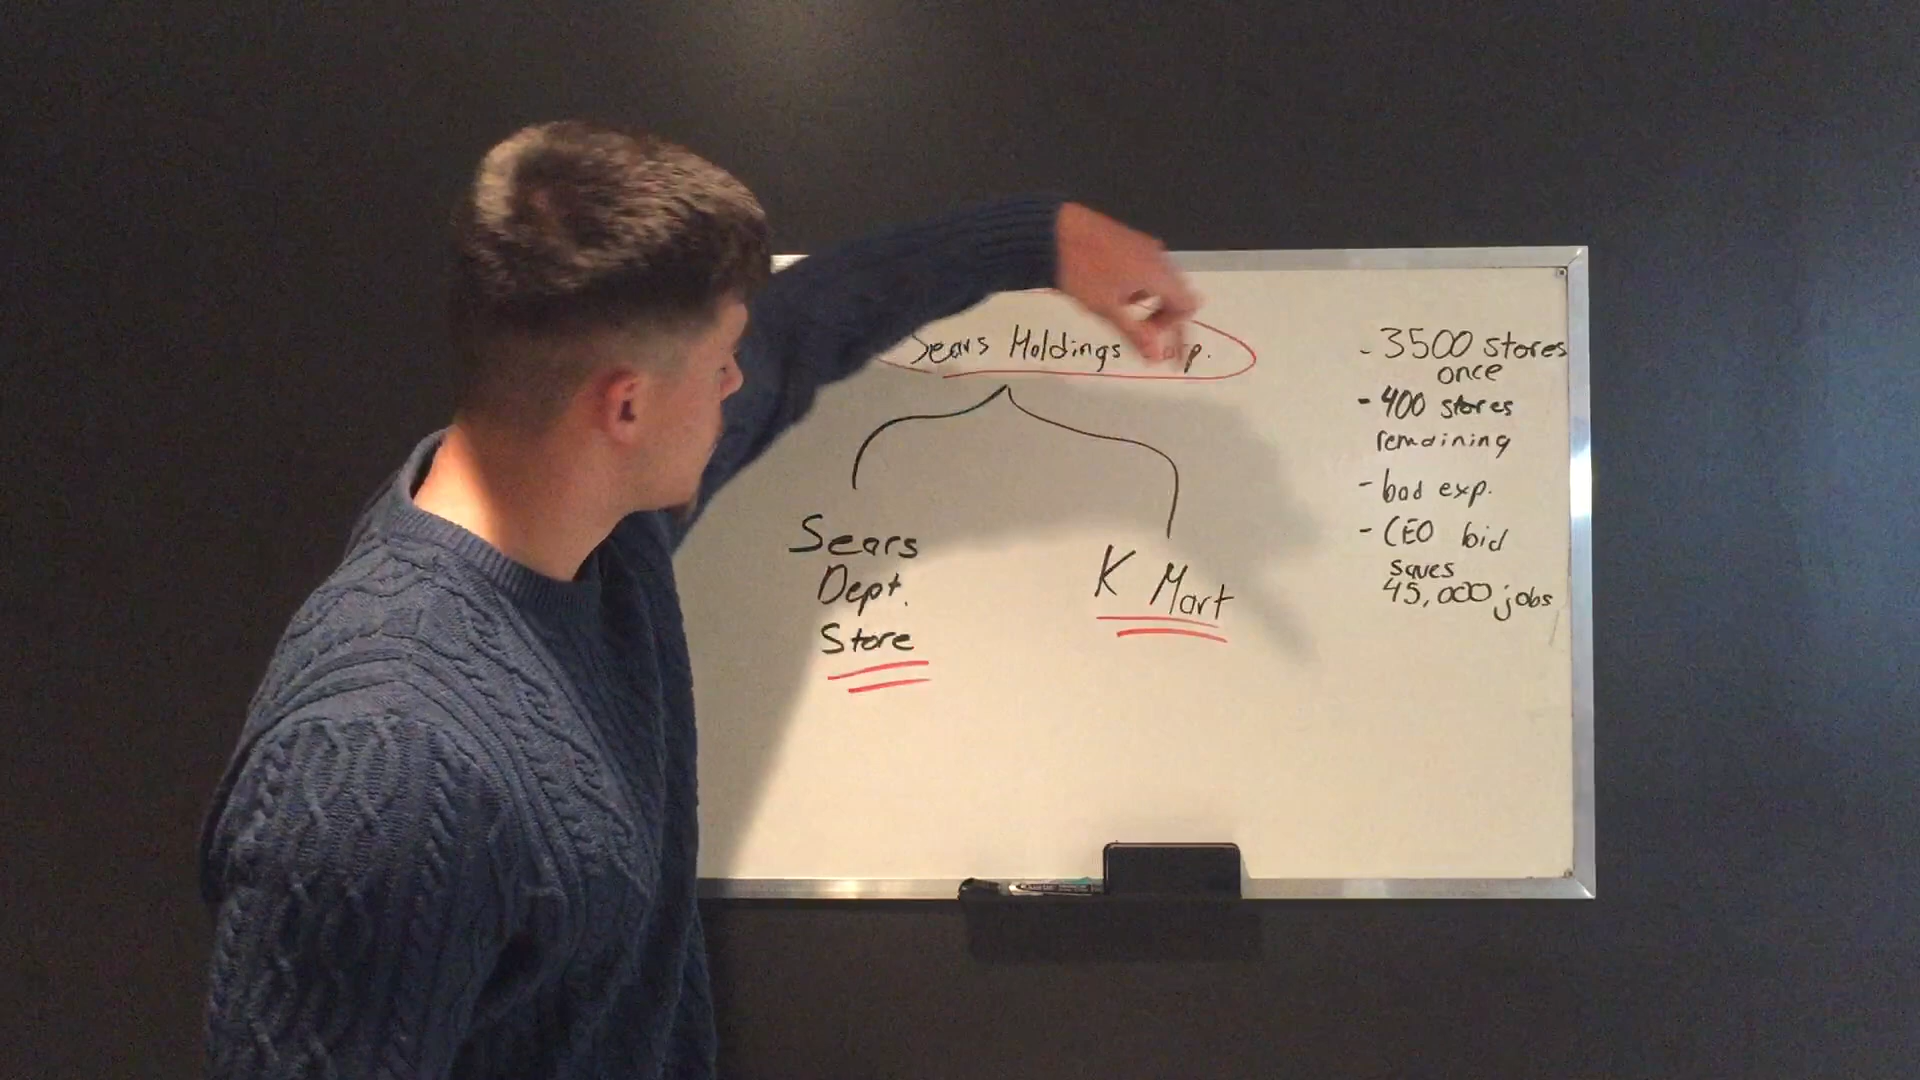 Sears Holdings Corp.
Sears
Dept.
Store
K Mart
- 3500 stores
once
- 400 stores
remaining
- bad exp.
- CEO bid
saves
45,000 jobs